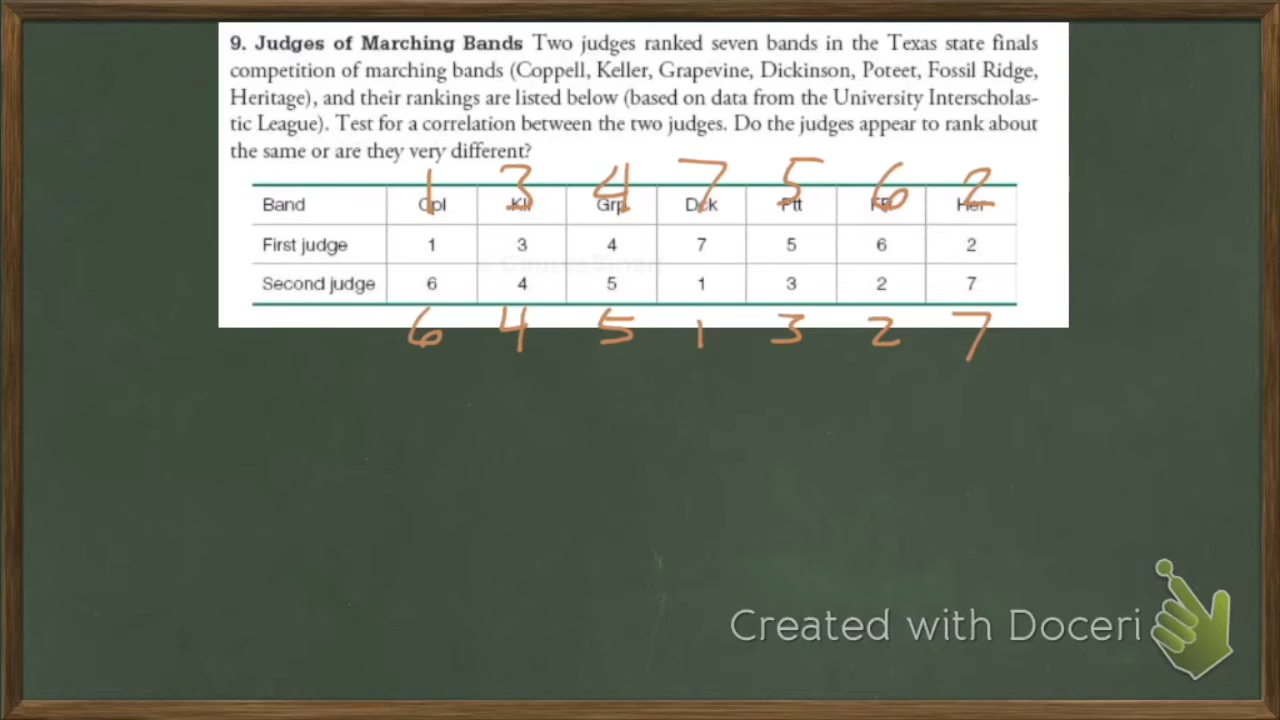 9. Judges of Marching Bands Two judges ranked seven bands in the Texas state finals
competition of marching bands (Coppell, Keller, Grapevine, Dickinson, Poteet, Fossil Ridge,
Heritage), and their rankings are listed below (based on data from the University Interscholas-
tic League). Test for a correlation between the two judges. Do the judges appear to rank about
the same or are they very different?
1 3 4 7 5 6 2
Band Cpl Klr Grp Dck Ptt FR Her
First judge 1 3 4 7 5 6 2
Second judge 6 4 5 1 3 2 7
6 4 5 1 3 2 7
Created with Doceri